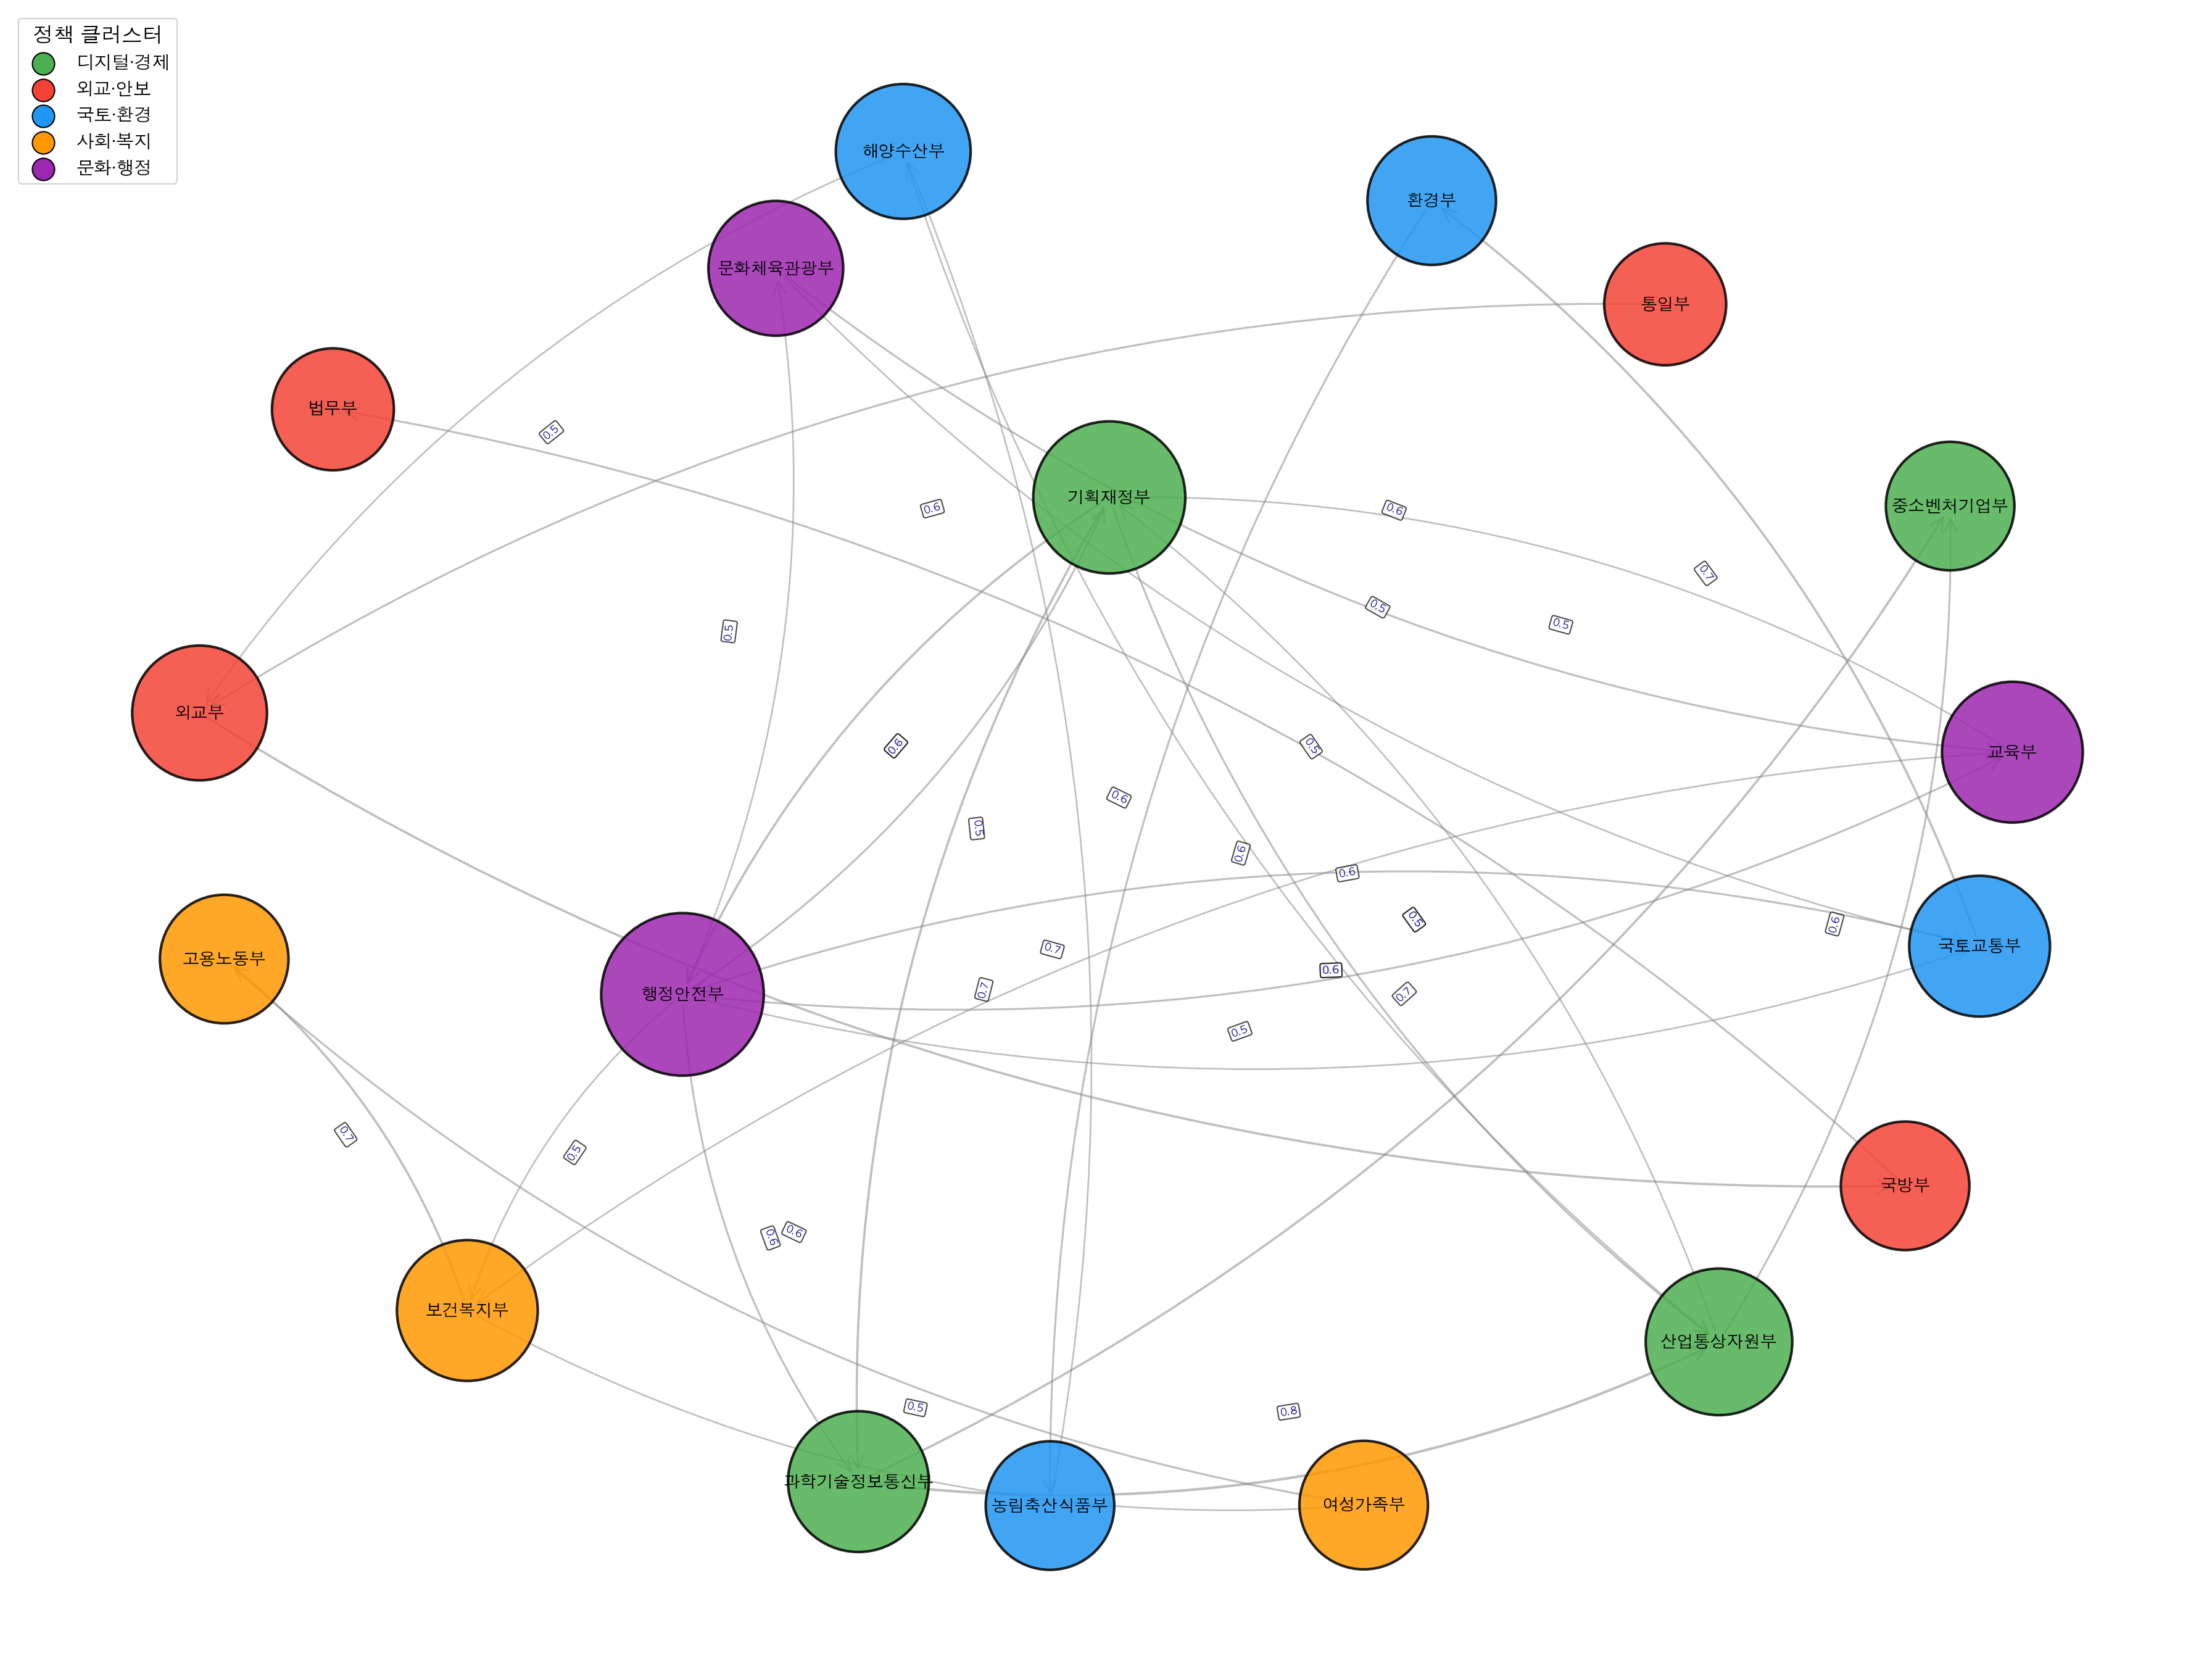 정책 클러스터
디지털·경제
외교·안보
국토·환경
사회·복지
문화·행정
해양수산부
환경부
문화체육관광부
통일부
법무부
0.5
기획재정부
중소벤처기업부
0.6
0.6
0.7
0.5
0.5
0.5
외교부
0.6
0.5
교육부
0.6
0.5
0.6
0.6
0.5
0.6
국토교통부
고용노동부
0.7
0.6
행정안전부
0.7
0.7
0.5
0.7
0.5
국방부
0.6
0.6
보건복지부
산업통상자원부
0.5
0.8
과학기술정보통신부
농림축산식품부
여성가족부